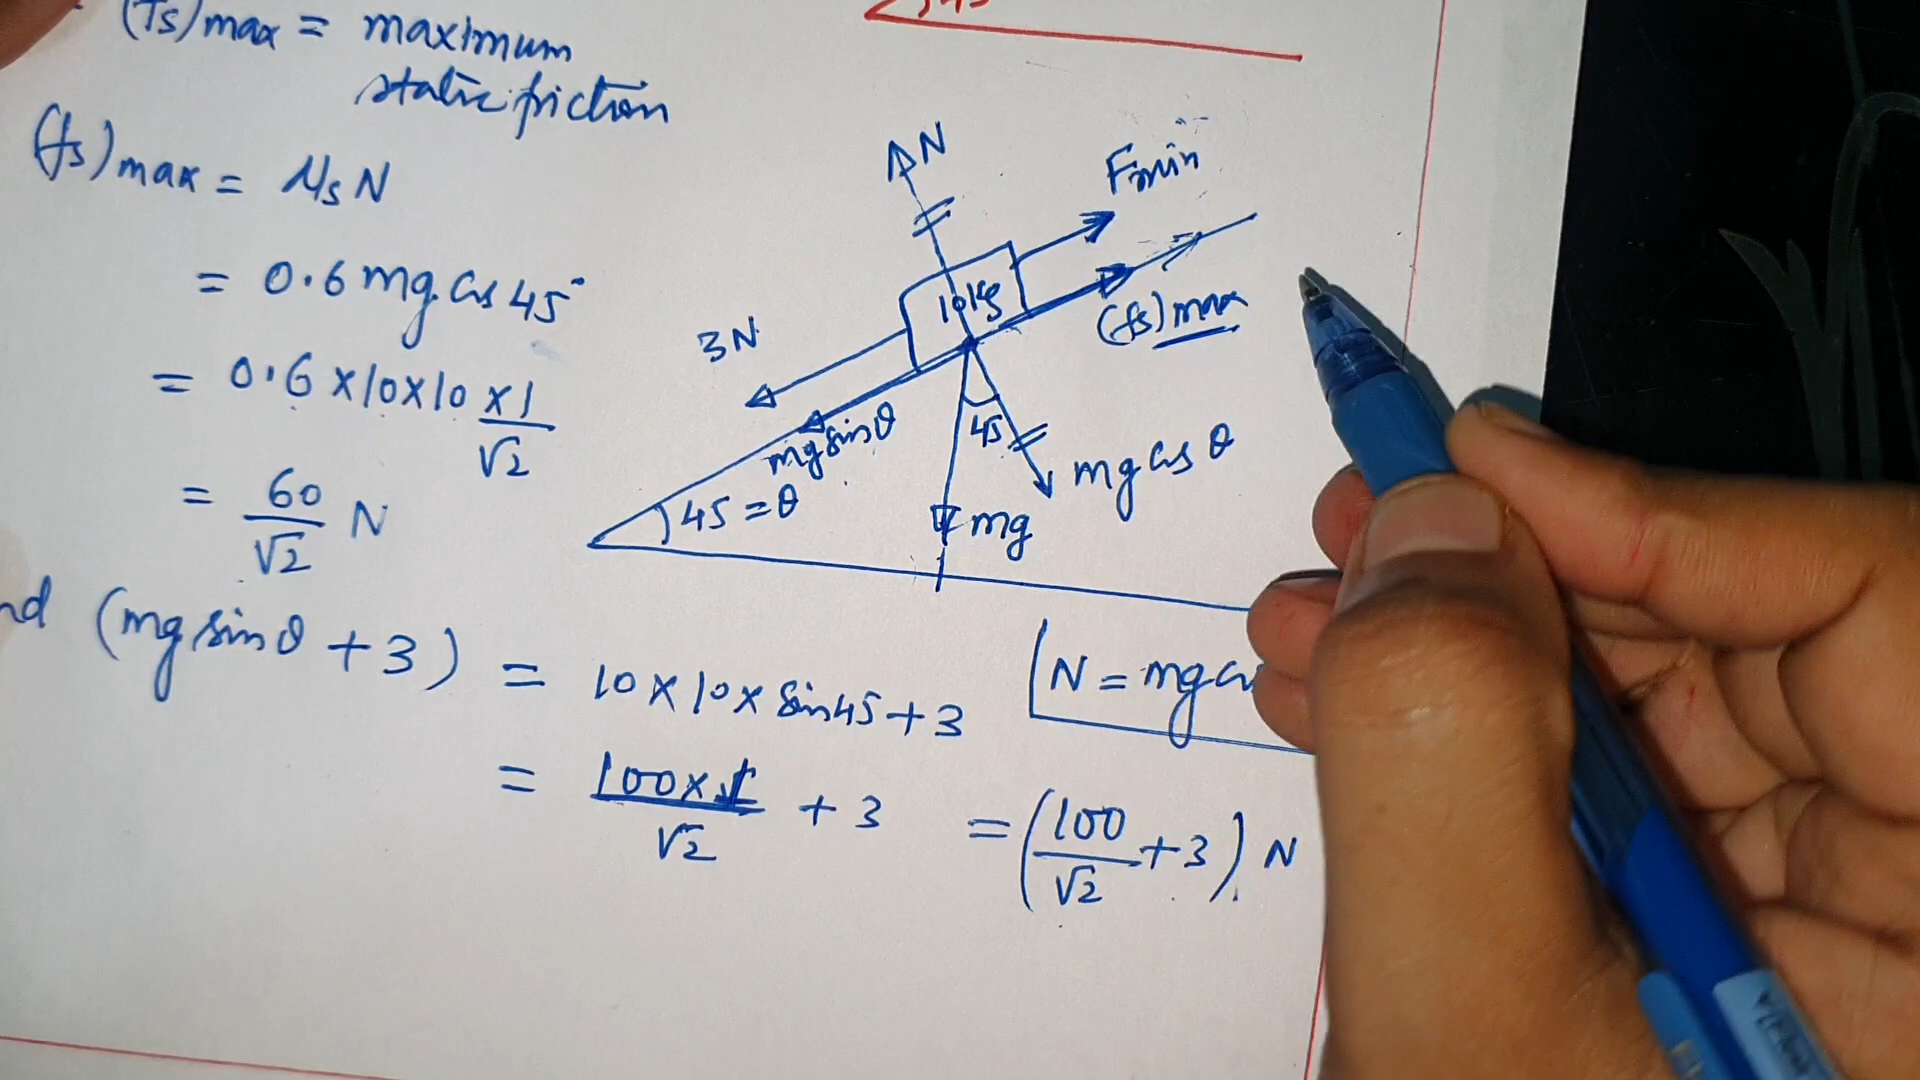 (fs)max = maximum
static friction
(fs)max = μs N
= 0.6 mg cos 45°
= 0.6 × 10 × 10 × 1/√2
= 60/√2 N
(mg sin θ + 3) = 10 × 10 × sin 45 + 3
= 100 × 1/√2 + 3 = (100/√2 + 3) N
N
Fmin
10 kg
(fs)max
3N
mg sin θ
45
mg cos θ
45 = θ
mg
N = mg